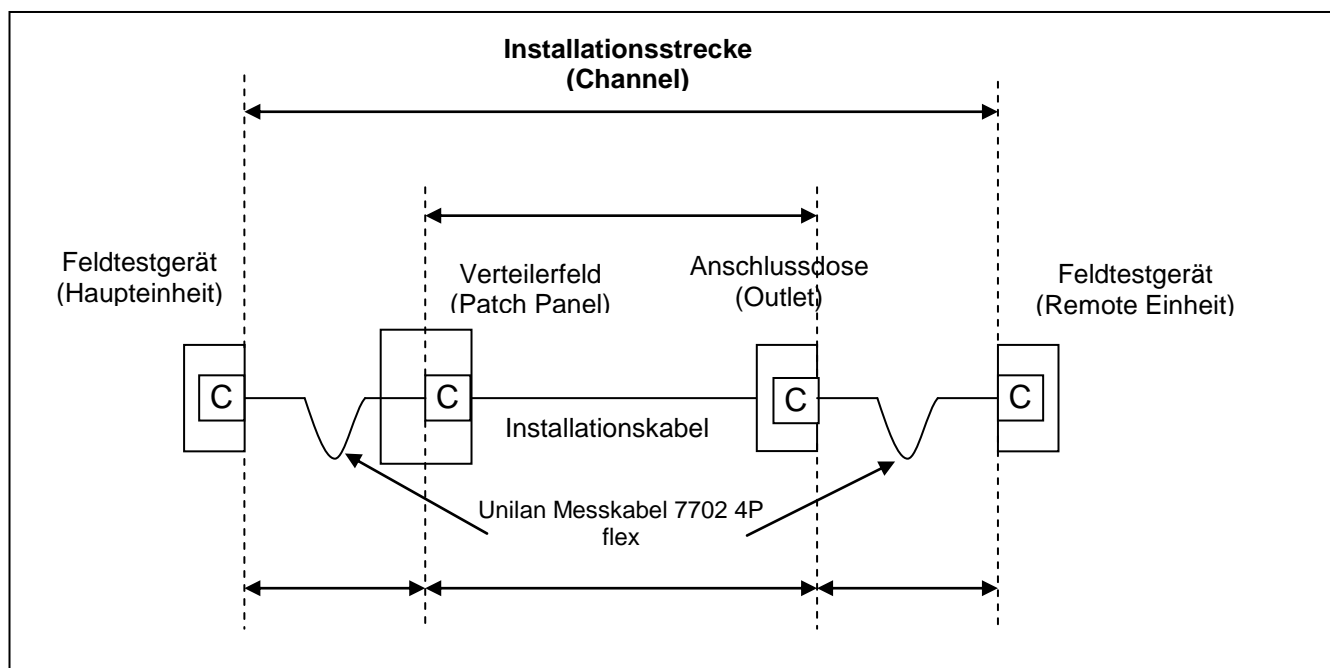 Installationsstrecke
(Channel)
Feldtestgerät
(Haupteinheit)
Verteilerfeld
(Patch Panel)
Anschlussdose
(Outlet)
Feldtestgerät
(Remote Einheit)
C
C
C
C
Installationskabel
Unilan Messkabel 7702 4P
flex